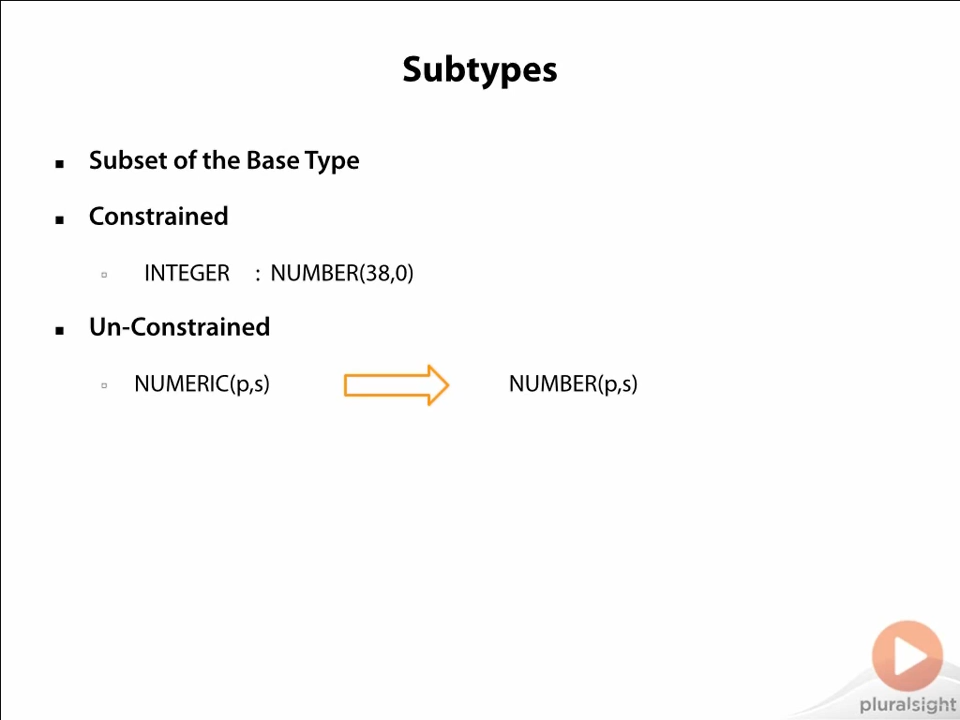 Subtypes
Subset of the Base Type
Constrained
INTEGER : NUMBER(38,0)
Un-Constrained
NUMERIC(p,s) NUMBER(p,s)
pluralsight